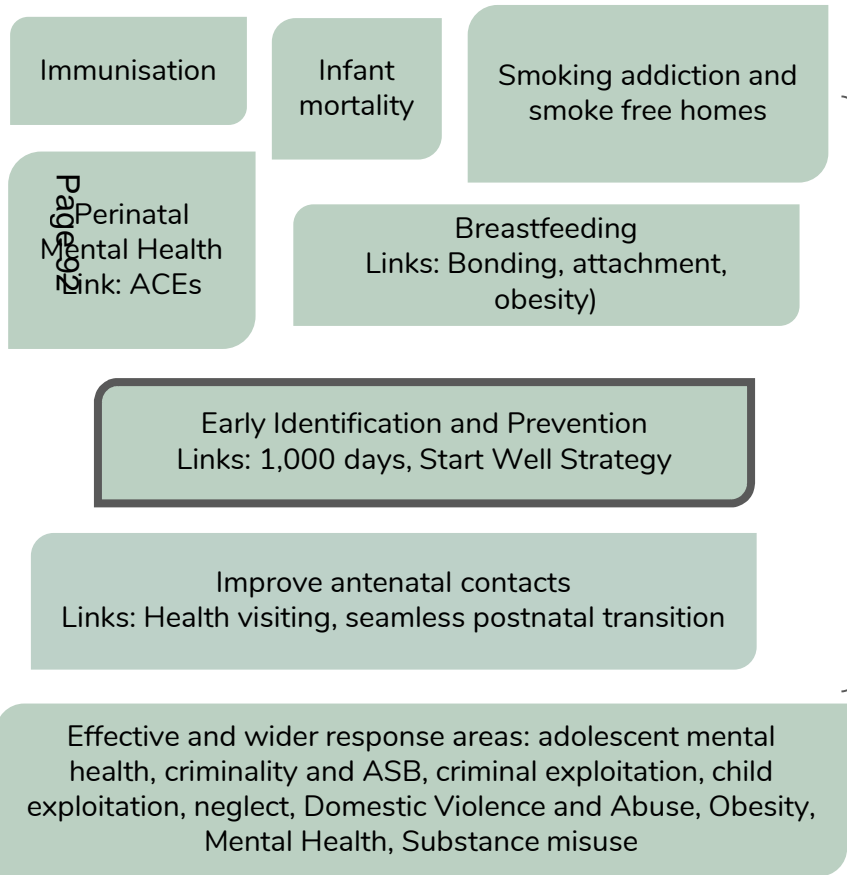 Immunisation
Infant
mortality
Smoking addiction and
smoke free homes
Page 92
Perinatal
Mental Health
Link: ACEs
Breastfeeding
Links: Bonding, attachment,
obesity)
Early Identification and Prevention
Links: 1,000 days, Start Well Strategy
Improve antenatal contacts
Links: Health visiting, seamless postnatal transition
Effective and wider response areas: adolescent mental
health, criminality and ASB, criminal exploitation, child
exploitation, neglect, Domestic Violence and Abuse, Obesity,
Mental Health, Substance misuse